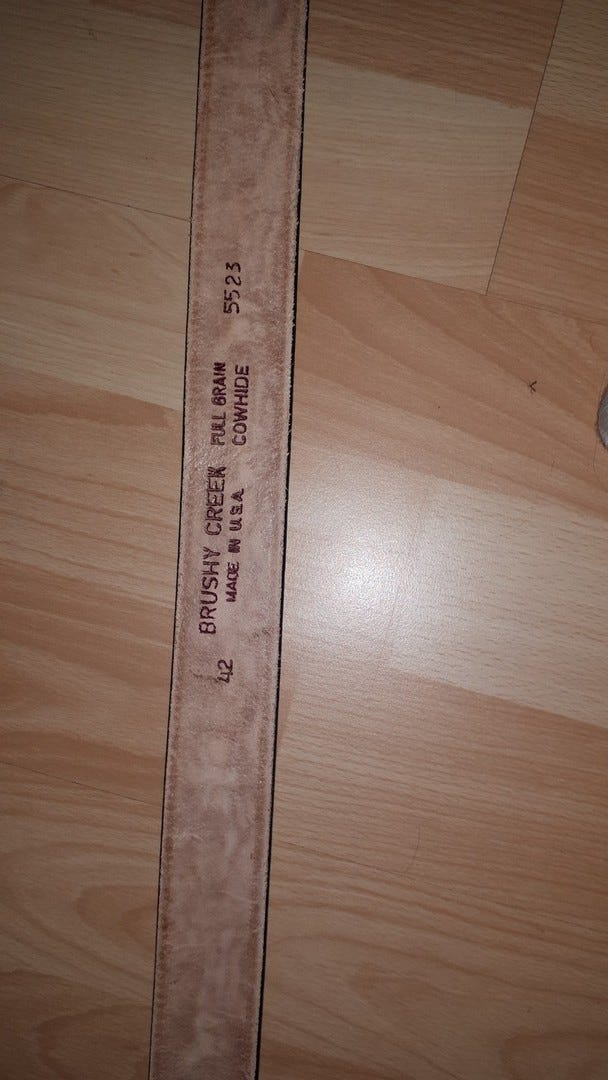 42
BRUSHY CREEK
MADE IN U.S.A
FULL GRAIN
COWHIDE
5523